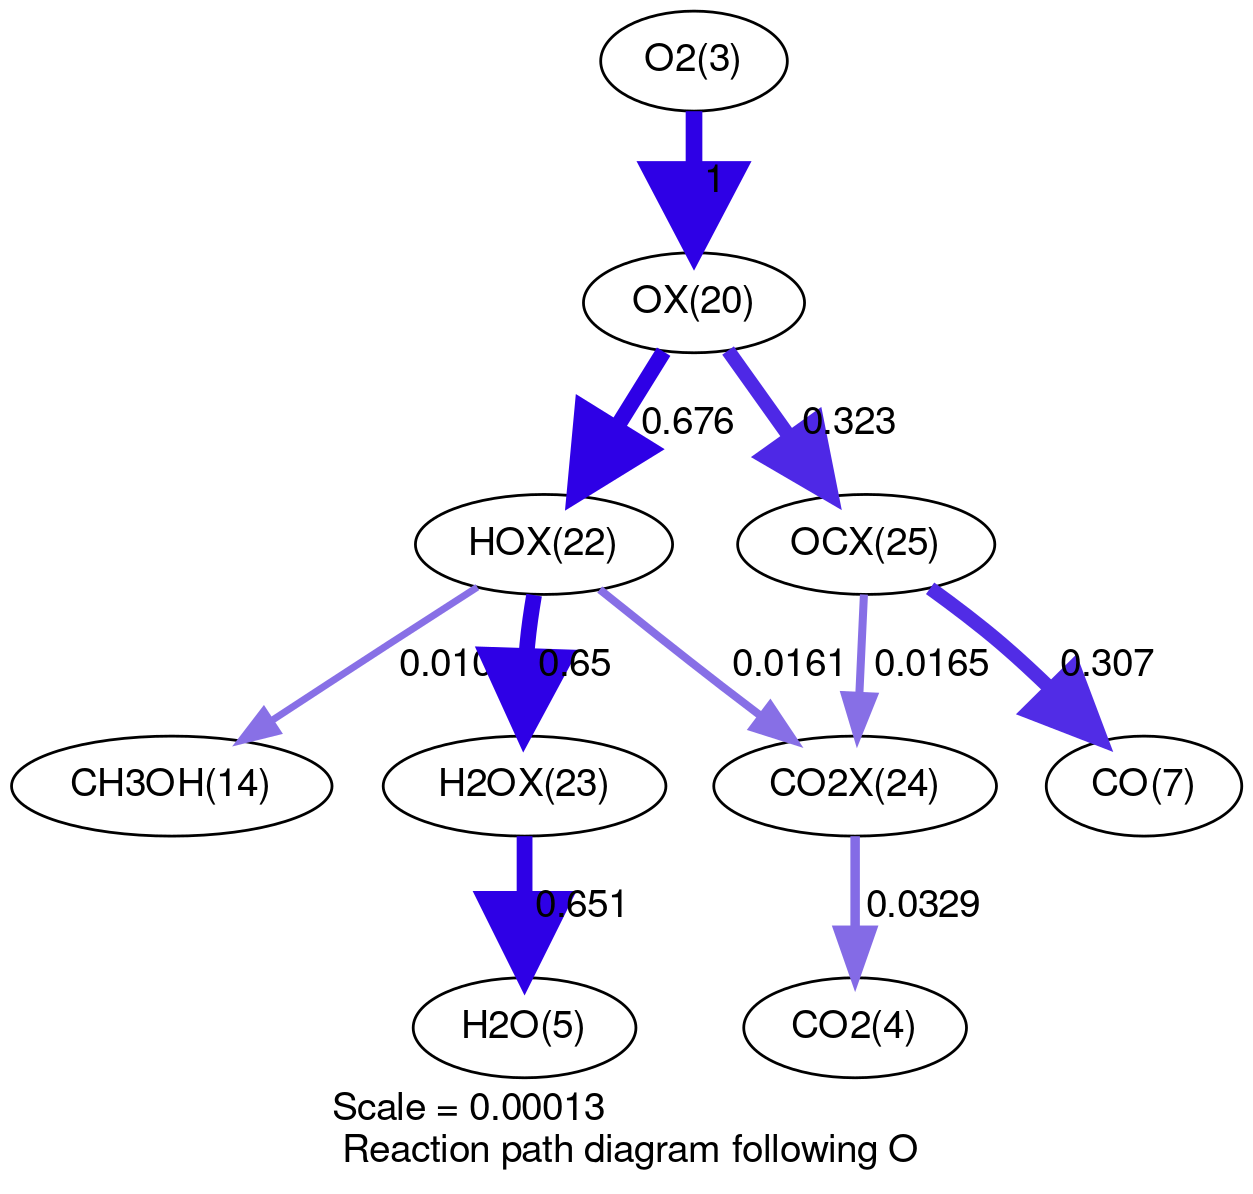 O2(3)
1
OX(20)
0.676
0.323
HOX(22)
OCX(25)
0.65
0.0161
0.0165
0.307
CH3OH(14)
H2OX(23)
CO2X(24)
CO(7)
0.651
0.0329
H2O(5)
CO2(4)
Scale = 0.00013
Reaction path diagram following O